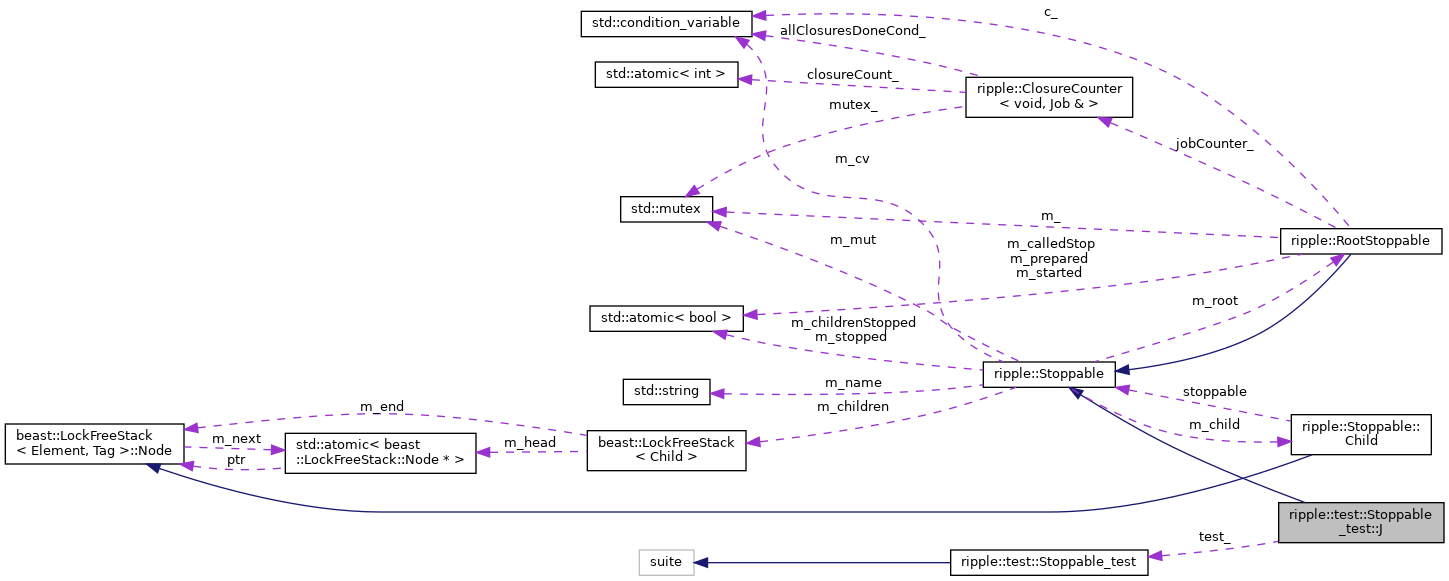 c_
std::condition_variable
allClosuresDoneCond_
std::atomic< int >
closureCount_
ripple::ClosureCounter
< void, Job & >
mutex_
jobCounter_
m_cv
std::mutex
m_
ripple::RootStoppable
m_mut
m_calledStop
m_prepared
m_started
m_root
std::atomic< bool >
m_childrenStopped
m_stopped
ripple::Stoppable
std::string
m_name
stoppable
m_children
m_end
m_child
ripple::Stoppable::
Child
beast::LockFreeStack
< Element, Tag >::Node
m_next
ptr
std::atomic< beast
::LockFreeStack::Node * >
m_head
beast::LockFreeStack
< Child >
ripple::test::Stoppable
_test::J
test_
suite
ripple::test::Stoppable_test